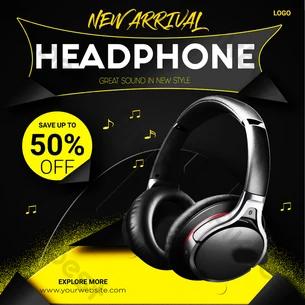 NEW ARRIVAL
LOGO
HEADPHONE
GREAT SOUND IN NEW STYLE
SAVE UP TO
50%
OFF
EXPLORE MORE
www.yourwebsite.com